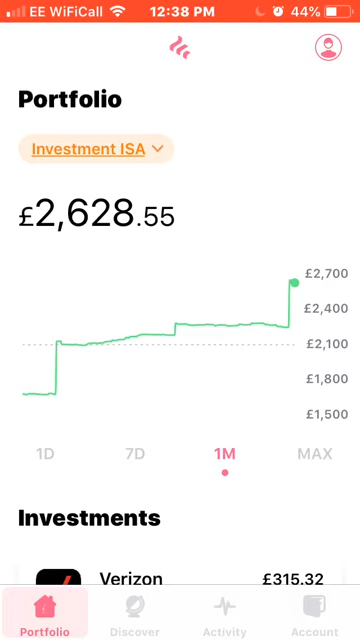 EE WiFiCall 12:38 PM 44%
Portfolio
Investment ISA
£2,628.55
£2,700
£2,400
£2,100
£1,800
£1,500
1D 7D 1M MAX
Investments
Verizon £315.32
Portfolio Discover Activity Account